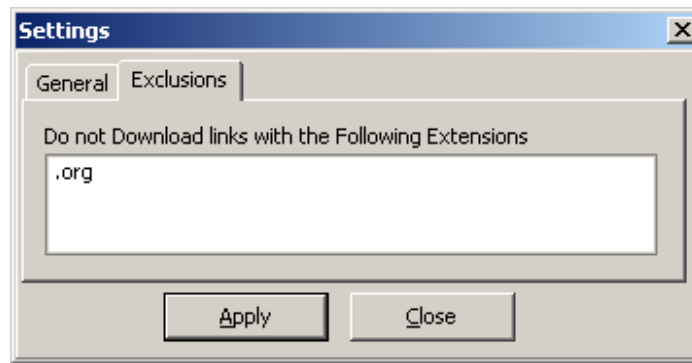 Settings
General Exclusions
Do not Download links with the Following Extensions
.org
Apply Close